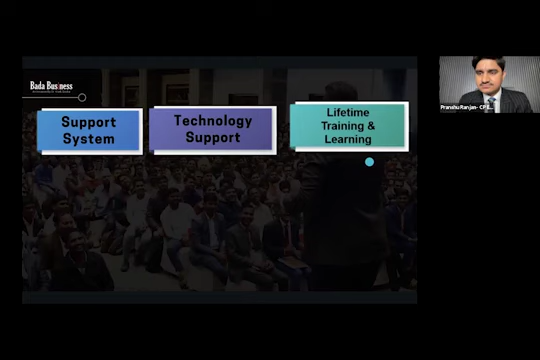 Bada Business
Support
System
Technology
Support
Lifetime
Training &
Learning
Pranshu Ranjan- CP E...